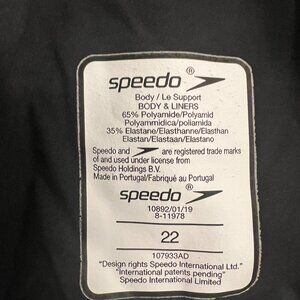 speedo®
Body / Le Support
BODY & LINERS
65% Polyamide/Polyamid
Polyammidica/poliamida
35% Elastane/Elasthanne/Elasthan
Elastan/Elastaan/Elastano
Speedo and are registered trade marks
of and used under license from
Speedo Holdings B.V.
Made in Portugal/Fabriqué au Portugal
speedo®
10892/01/19
8-11978
22
107933AD
"Design rights Speedo International Ltd."
"International patents pending"
Speedo International Limited